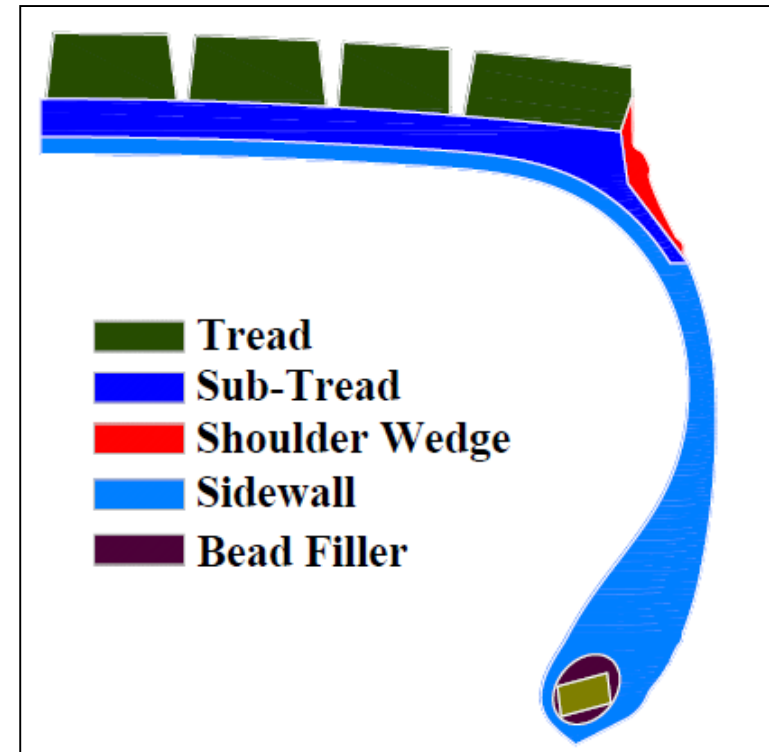 Tread
Sub-Tread
Shoulder Wedge
Sidewall
Bead Filler